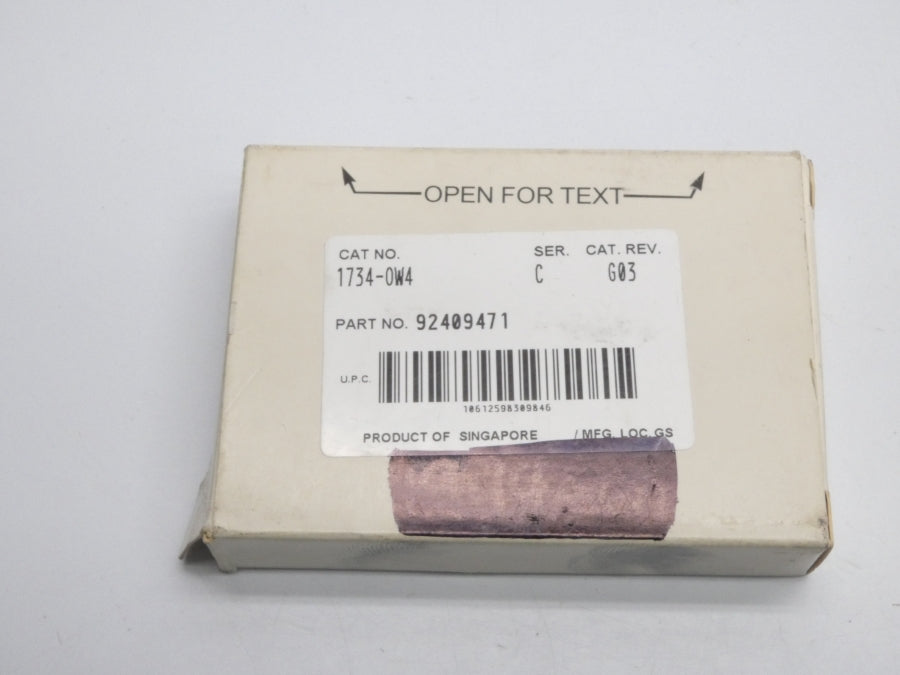 OPEN FOR TEXT
CAT NO. SER. CAT. REV.
1734-OW4 C G03
PART NO. 92409471
U.P.C.
10612598309846
PRODUCT OF SINGAPORE / MFG. LOC. GS